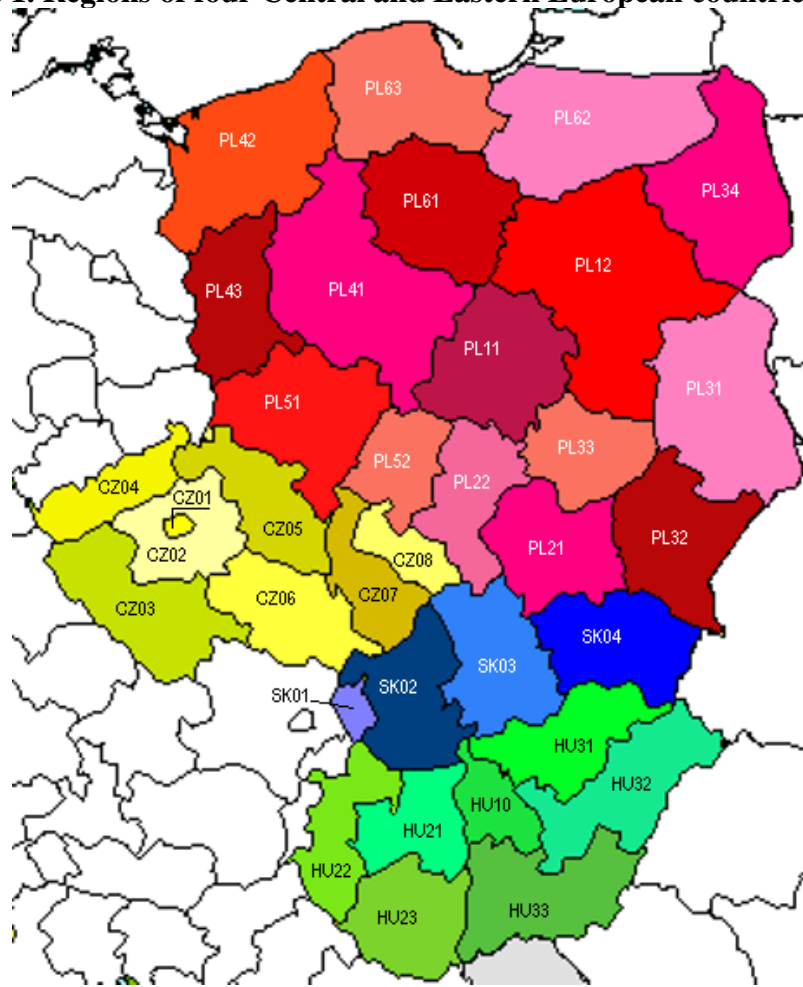 1. Regions of four Central and Eastern European countrie
PL63
PL42
PL62
PL34
PL61
PL12
PL43
PL41
PL11
PL31
PL51
PL33
PL52
PL22
CZ04
CZ01
CZ05
PL32
PL21
CZ02
CZ08
CZ07
CZ06
CZ03
SK04
SK03
SK02
SK01
HU31
HU32
HU10
HU21
HU22
HU33
HU23